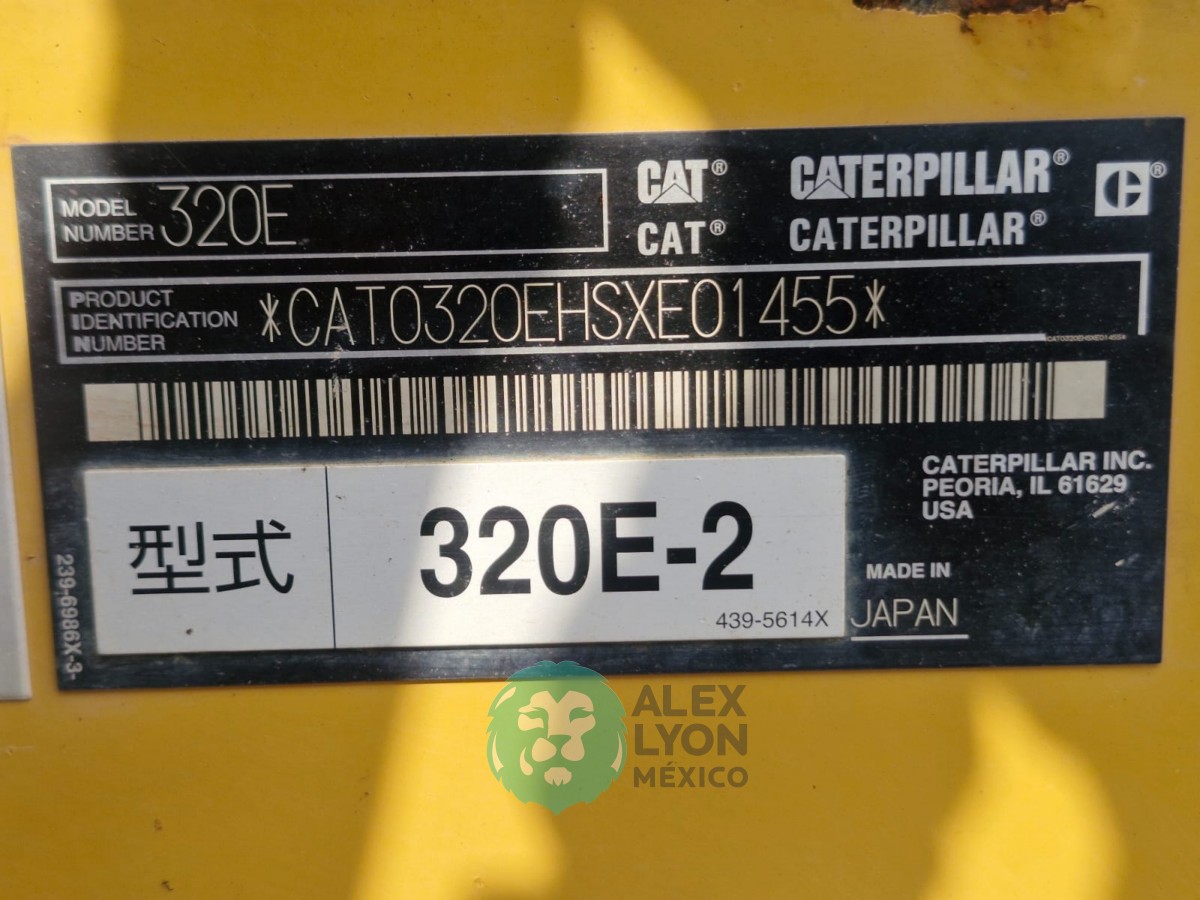 MODEL
NUMBER 320E
CAT® CATERPILLAR® ®
CAT® CATERPILLAR®
PRODUCT
IDENTIFICATION
NUMBER
*CAT0320EHSXE01455*
CATERPILLAR INC.
PEORIA, IL 61629
USA
型式 320E-2
439-5614X
MADE IN
JAPAN
239-6986X-3-
ALEX
LYON
MÉXICO